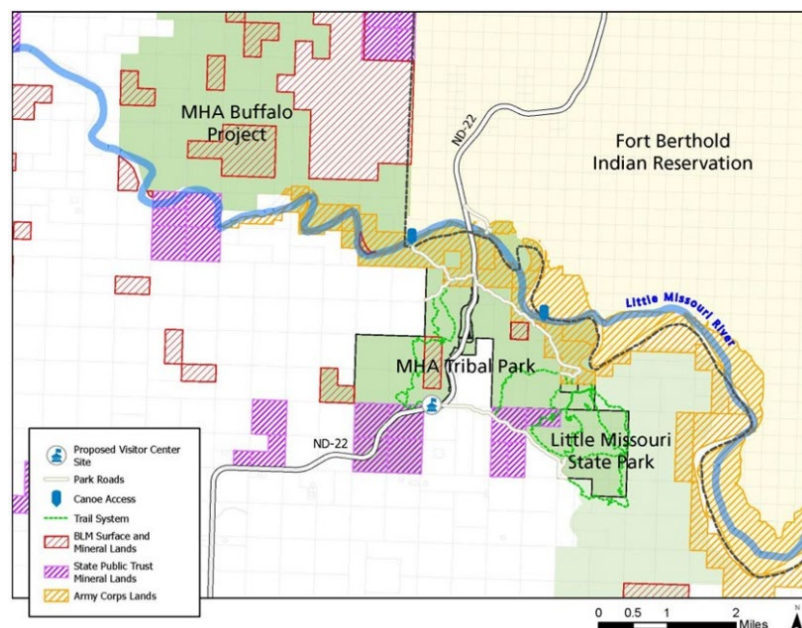 MHA Buffalo
Project
ND-22
Fort Berthold
Indian Reservation
Little Missouri River
MHA Tribal Park
ND-22
Little Missouri
State Park
Proposed Visitor Center
Site
Park Roads
Canoe Access
Trail System
BLM Surface and
Mineral Lands
State Public Trust
Mineral Lands
Army Corps Lands
0 0.5 1 2
Miles
N